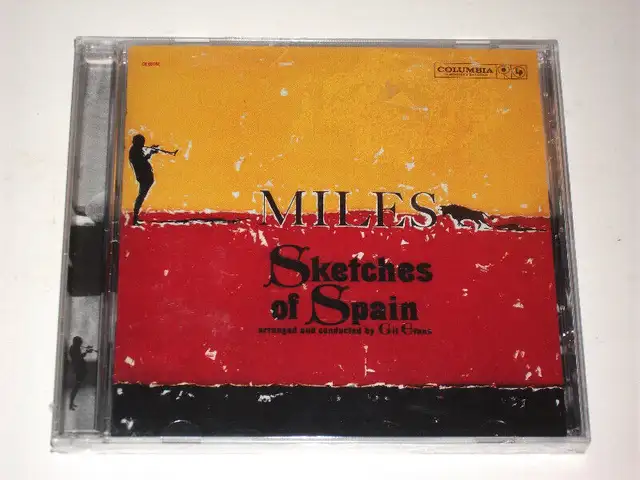 COLUMBIA
MILES
Sketches
of Spain
arranged and conducted by Gil Evans